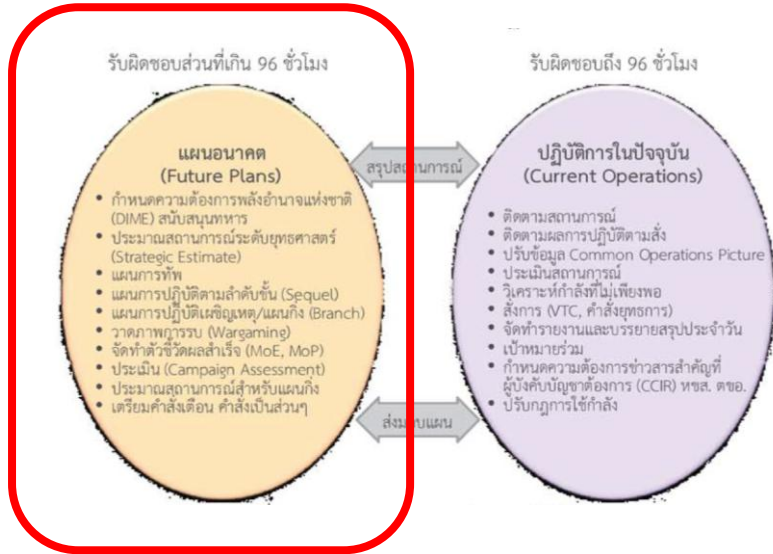 รับผิดชอบส่วนที่เกิน 96 ชั่วโมง
แผนอนาคต
(Future Plans)
• กำหนดความต้องการพลังอำนาจแห่งชาติ
(DIME) สนับสนุนทหาร
• ประมาณสถานการณ์ระดับยุทธศาสตร์
(Strategic Estimate)
• แผนการทัพ
• แผนการปฏิบัติตามลำดับขั้น (Sequel)
• แผนการปฏิบัติเผชิญเหตุ/แผนกิ่ง (Branch)
• วาดภาพการรบ (Wargaming)
• จัดทำตัวชี้วัดผลสำเร็จ (MoE, MoP)
• ประเมิน (Campaign Assessment)
• ประมาณสถานการณ์สำหรับแผนกิ่ง
• เตรียมคำสั่งเตือน คำสั่งเป็นส่วนๆ
สรุปสถานการณ์
ส่งมอบแผน
รับผิดชอบถึง 96 ชั่วโมง
ปฏิบัติการในปัจจุบัน
(Current Operations)
• ติดตามสถานการณ์
• ติดตามผลการปฏิบัติตามสั่ง
• ปรับข้อมูล Common Operations Picture
• ประเมินสถานการณ์
• วิเคราะห์กำลังที่ไม่เพียงพอ
• สั่งการ (VTC, คำสั่งยุทธการ)
• จัดทำรายงานและบรรยายสรุปประจำวัน
• เป้าหมายร่วม
• กำหนดความต้องการข่าวสารสำคัญที่
ผู้บังคับบัญชาต้องการ (CCIR) หขส. ตขอ.
• ปรับกฎการใช้กำลัง